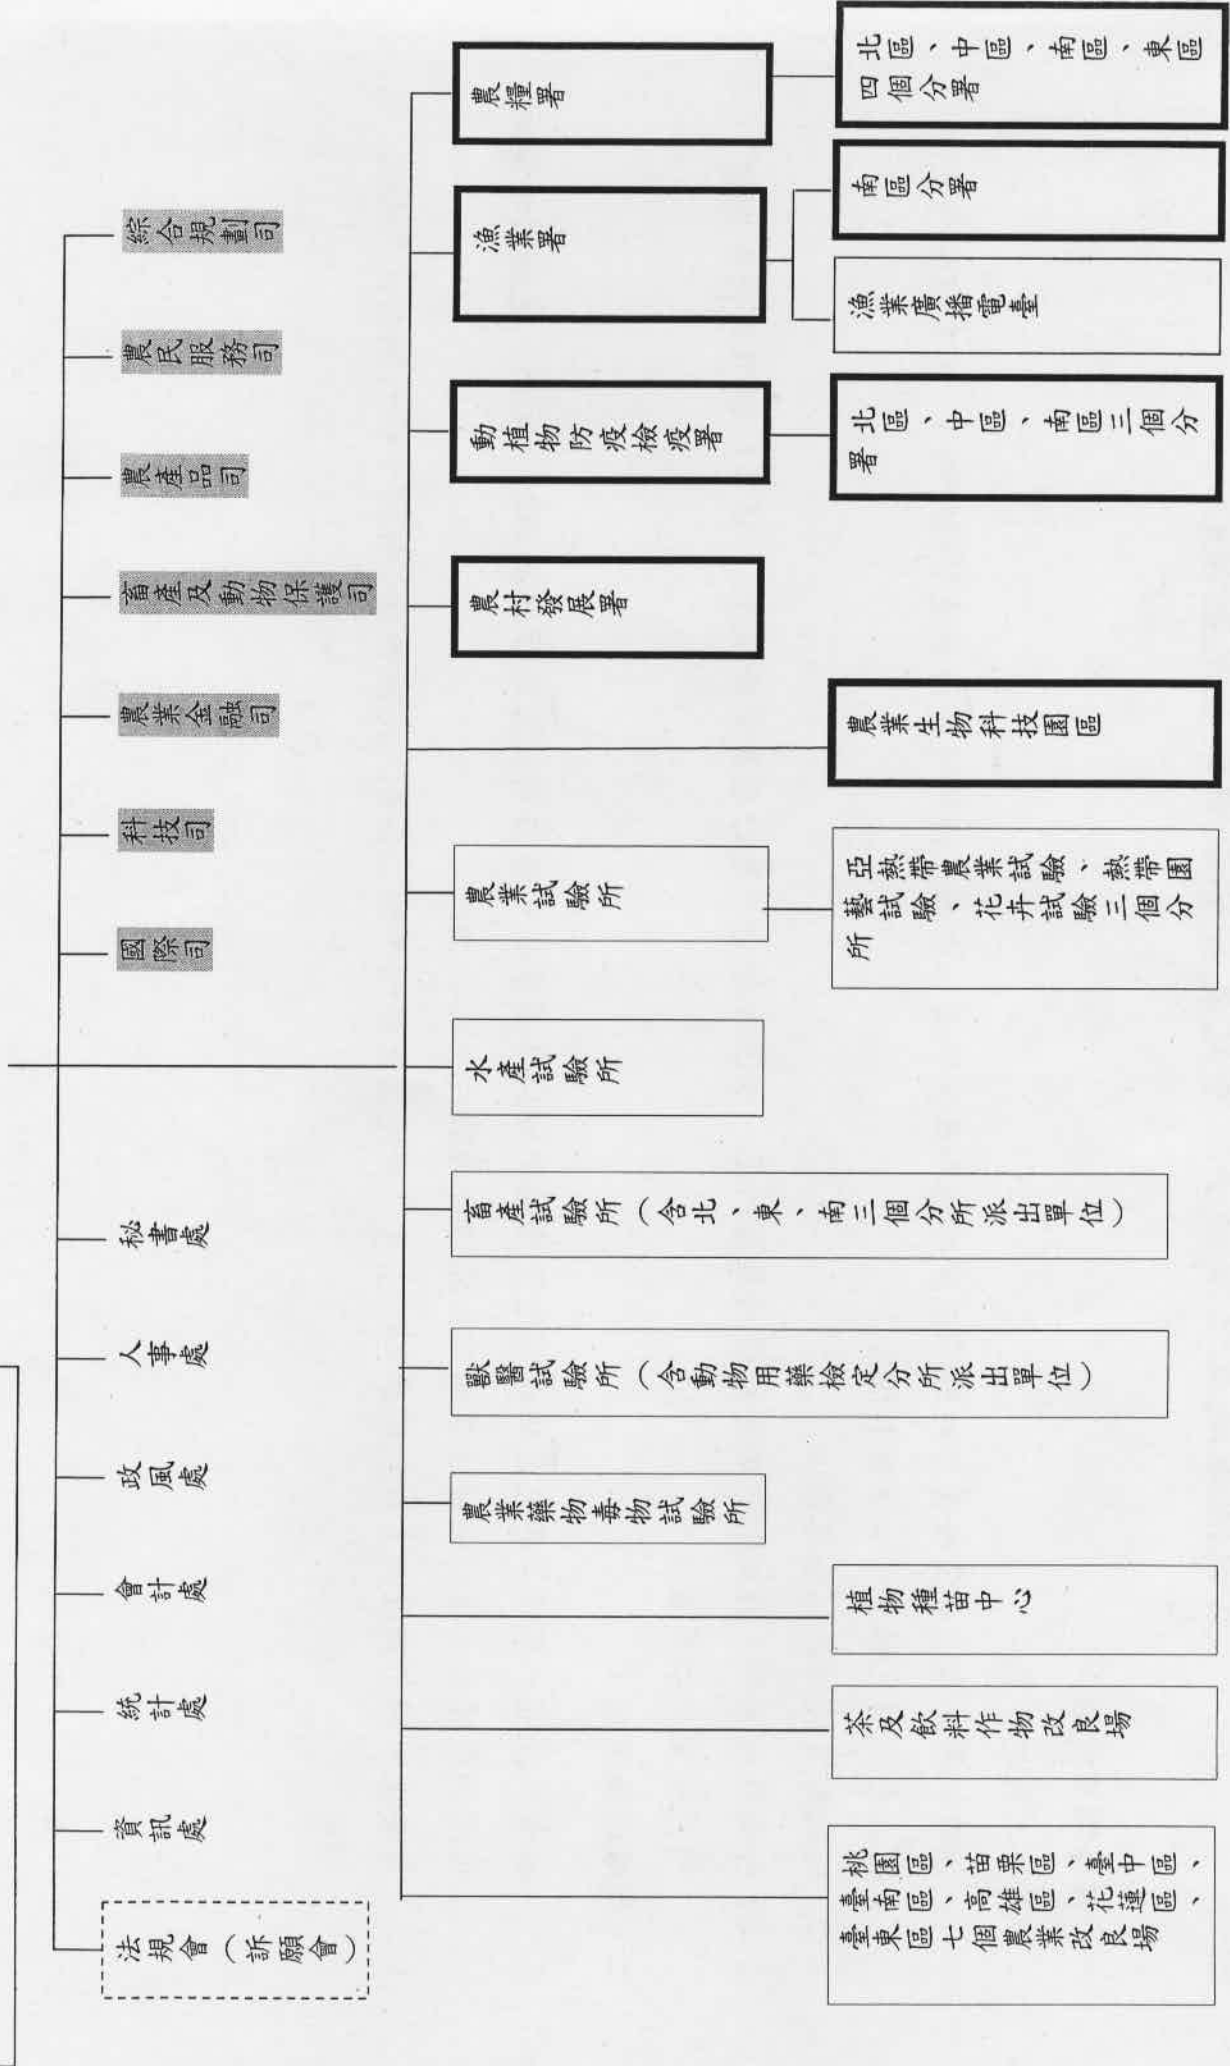 綜合規劃司
農民服務司
農產品司
畜產及動物保護司
農業金融司
科技司
國際司
秘書處
人事處
政風處
會計處
統計處
資訊處
法規會（訴願會）
農糧署
北區、中區、南區、東區
四個分署
漁業署
南區分署
漁業廣播電臺
動植物防疫檢疫署
北區、中區、南區三個分
署
農村發展署
農業生物科技園區
農業試驗所
亞熱帶農業試驗、熱帶園
藝試驗、花卉試驗三個分
所
水產試驗所
畜產試驗所（含北、東、南三個分所派出單位）
獸醫試驗所（含動物用藥檢定分所派出單位）
農業藥物毒物試驗所
植物種苗中心
茶及飲料作物改良場
桃園區、苗栗區、臺中區、
臺南區、高雄區、花蓮區、
臺東區七個農業改良場